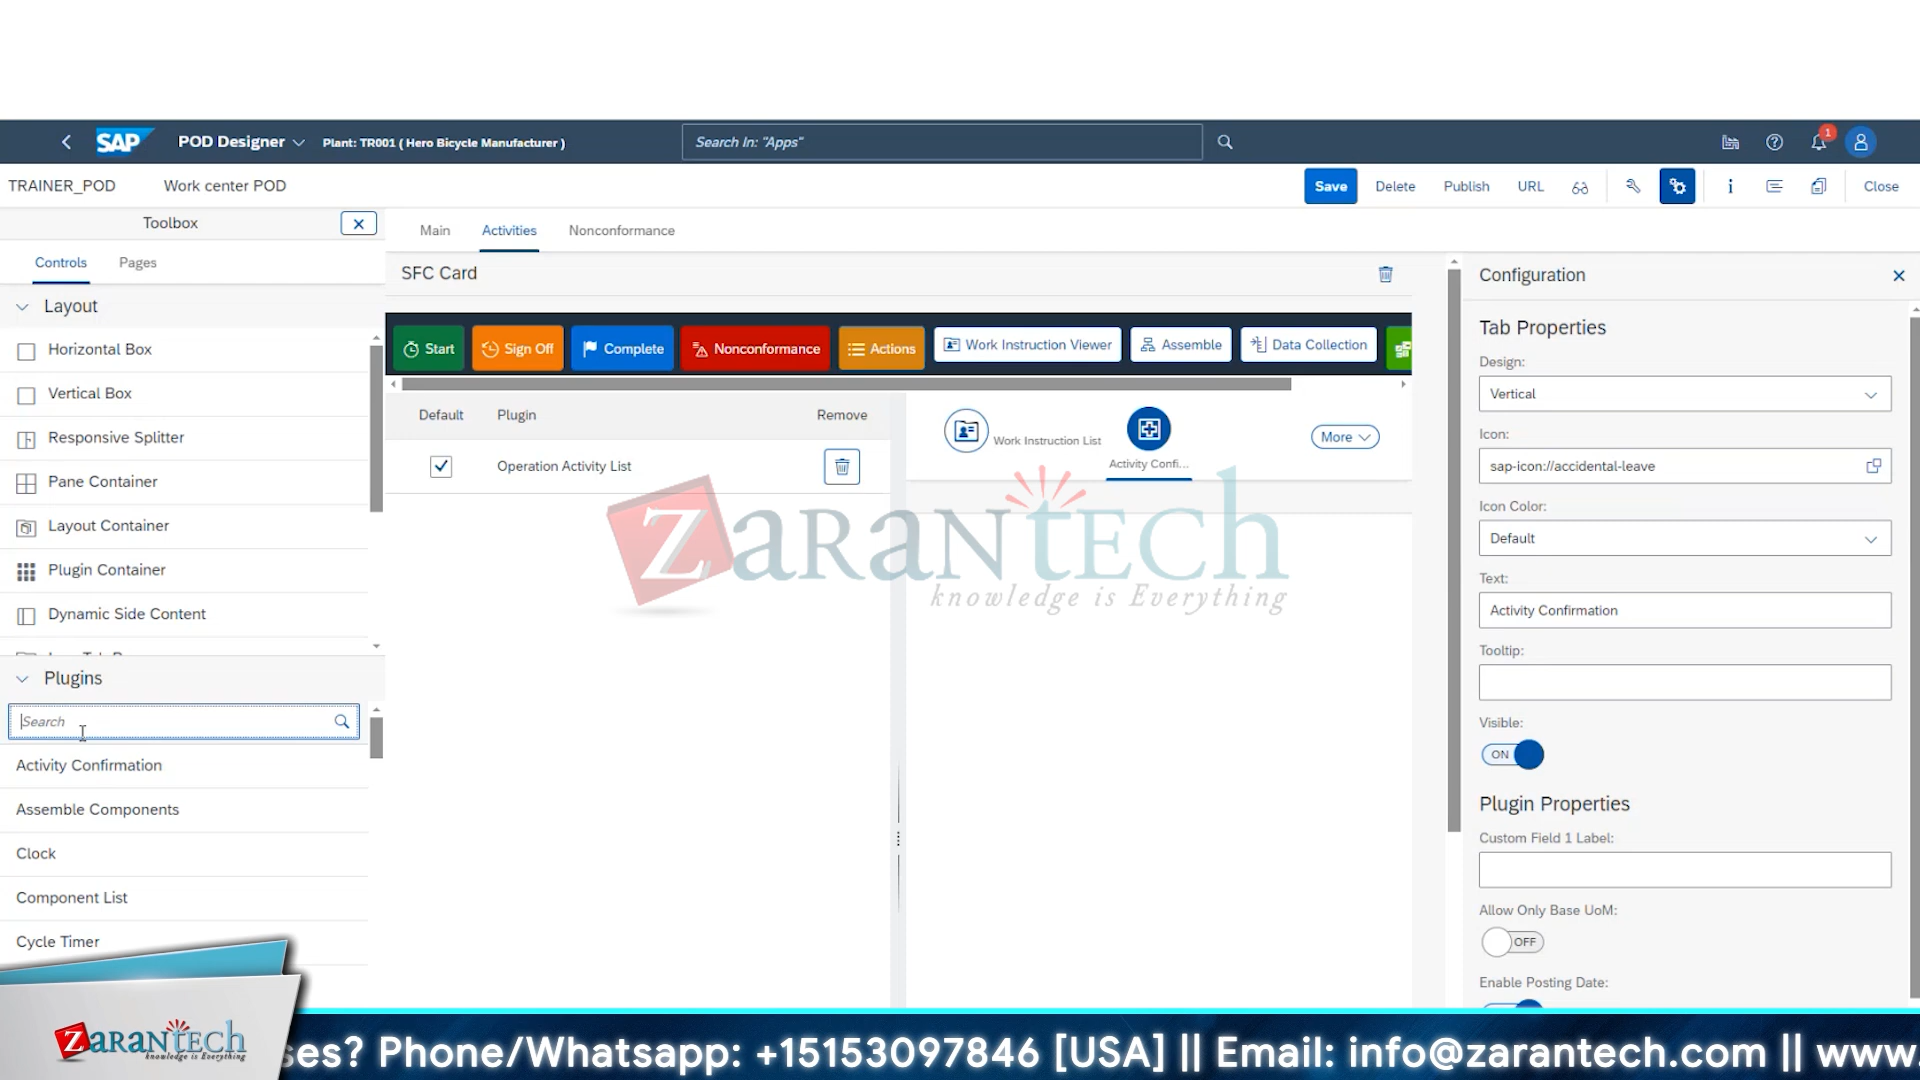 SAP POD Designer Plant: TR001 ( Hero Bicycle Manufacturer ) Search In: "Apps" 1
TRAINER_POD Work center POD Save Delete Publish URL Close
Toolbox
Main Activities Nonconformance
Controls Pages
SFC Card
Configuration
Layout
Tab Properties
Horizontal Box
Start Sign Off Complete Nonconformance Actions Work Instruction Viewer Assemble Data Collection
Design:
Vertical Box
Vertical
Default Plugin Remove
Work Instruction List
Activity Confi...
More
Responsive Splitter
Icon:
Operation Activity List
sap-icon://accidental-leave
Pane Container
Icon Color:
Layout Container
Default
ZaranTech
knowledge is Everything
Plugin Container
Text:
Dynamic Side Content
Activity Confirmation
Tooltip:
Plugins
Search
Visible:
ON
Activity Confirmation
Plugin Properties
Assemble Components
Custom Field 1 Label:
Clock
Component List
Allow Only Base UoM:
OFF
Cycle Timer
Enable Posting Date:
ZaranTech
knowledge is Everything
ses? Phone/Whatsapp: +15153097846 [USA] || Email: info@zarantech.com || www.